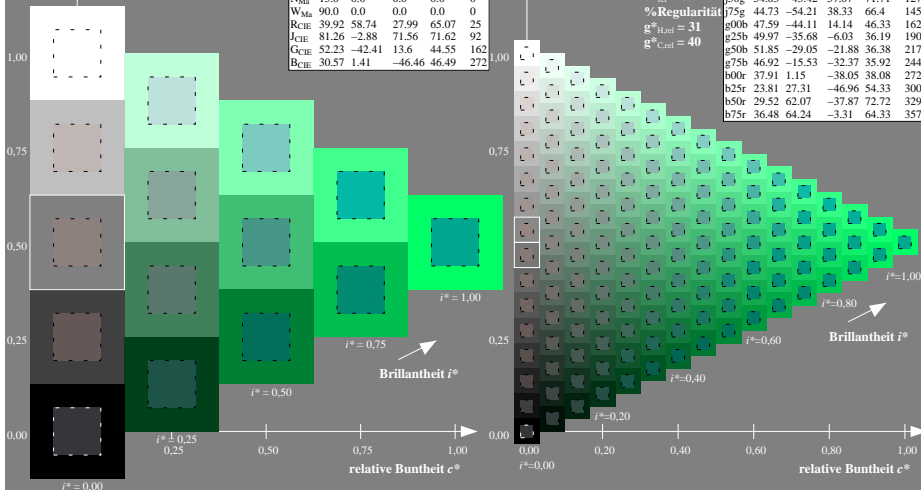 W_Ma 90.0 0.0 0.0 0.0 0
R_CIE 39.92 58.74 27.99 65.07 25
J_CIE 81.26 -2.88 71.56 71.62 92
G_CIE 52.23 -42.41 13.6 44.55 162
B_CIE 30.57 1.41 -46.46 46.49 272
%Regularität
g*_H,rel = 31
g*_C,rel = 40
j75g 44.73 -54.21 38.33 66.4 145
g00b 47.59 -44.11 14.14 46.33 162
g25b 49.97 -35.68 -6.03 36.19 190
g50b 51.85 -29.05 -21.88 36.38 217
g75b 46.92 -15.53 -32.37 35.92 244
b00r 37.91 1.15 -38.05 38.08 272
b25r 23.81 27.31 -46.96 54.33 300
b50r 29.52 62.07 -37.87 72.72 329
b75r 36.48 64.24 -3.31 64.33 357
1,00
0,75
0,50
0,25
0,00
i* = 1,00
i* = 0,75
i* = 0,50
i* = 0,25
i* = 0,00
Brillantheit i*
0,25 0,50 0,75 1,00
relative Buntheit c*
1,00
0,75
0,50
0,25
0,00
i*=1,00
i*=0,80
i*=0,60
i*=0,40
i*=0,20
i*=0,00
Brillantheit i*
0,00 0,20 0,40 0,60 0,80 1,00
relative Buntheit c*